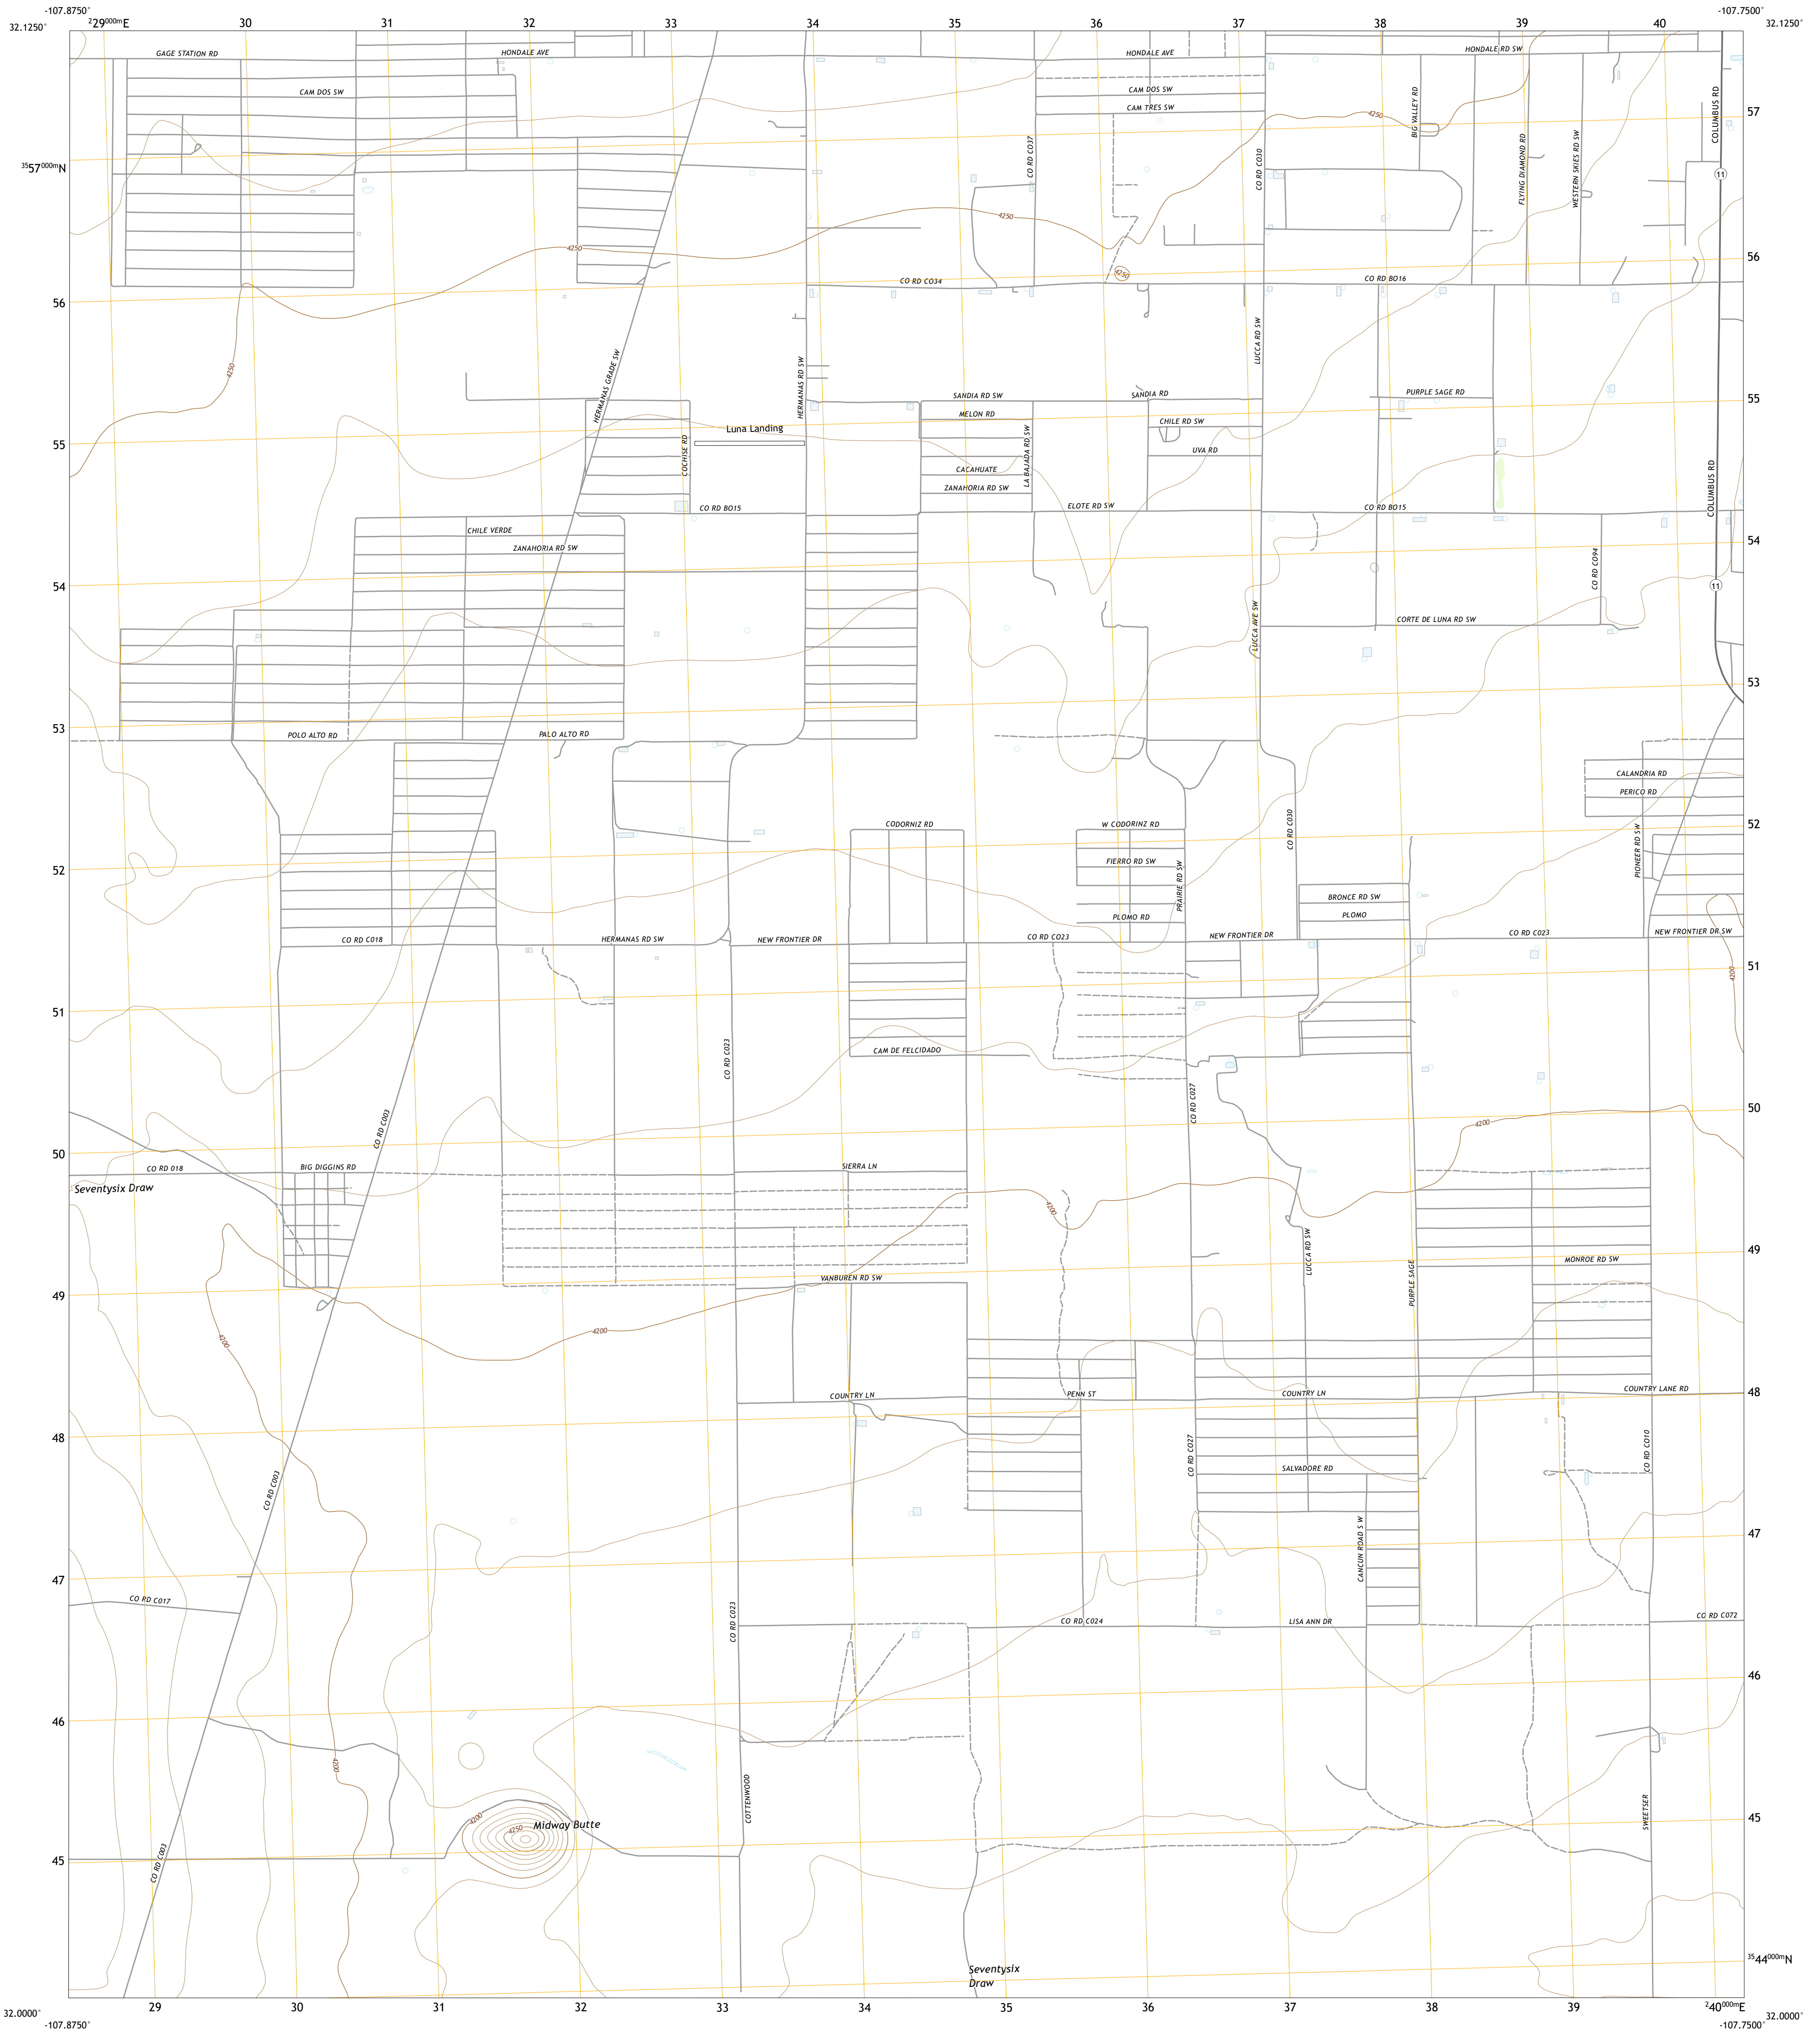 -107.8750°
-107.7500°
32.1250°
²29⁰⁰⁰ᵐE
30
31
32
33
34
35
36
37
38
39
40
32.1250°
GAGE STATION RD
HONDALE AVE
HONDALE AVE
HONDALE RD SW
CAM DOS SW
CAM DOS SW
CAM TRES SW
BIG VALLEY RD
COLUMBUS RD
57
4250
CO RD CO37
CO RD CO30
FLYING DIAMOND RD
WESTERN SKIES RD SW
³⁵57⁰⁰⁰ᵐN
11
4250
4250
56
4250
CO RD CO34
CO RD BO16
56
4250
HERMANAS GRADE SW
HERMANAS RD SW
LUCCA RD SW
SANDIA RD SW
SANDIA RD
PURPLE SAGE RD
55
MELON RD
CHILE RD SW
Luna Landing
55
COCHISE RD
LA BAJADA RD SW
UVA RD
CACAHUATE
ZANAHORIA RD SW
COLUMBUS RD
CO RD BO15
ELOTE RD SW
CO RD BO15
CHILE VERDE
ZANAHORIA RD SW
54
CO RD CO94
54
11
LUCCA AVE SW
CORTE DE LUNA RD SW
53
53
POLO ALTO RD
PALO ALTO RD
CALANDRIA RD
PERICO RD
CODORNIZ RD
W CODORINZ RD
CO RD C030
PIONEER RD SW
52
52
FIERRO RD SW
PRAIRIE RD SW
BRONCE RD SW
PLOMO RD
PLOMO
CO RD C018
HERMANAS RD SW
NEW FRONTIER DR
CO RD CO23
NEW FRONTIER DR
CO RD C023
NEW FRONTIER DR SW
51
4200
51
CO RD C023
CAM DE FELCIDADO
CO RD C027
CO RD C003
50
4200
50
CO RD 018
BIG DIGGINS RD
SIERRA LN
Seventysix Draw
4200
LUCCA RD SW
49
MONROE RD SW
PURPLE SAGE
VANBUREN RD SW
49
4200
4200
COUNTRY LN
PENN ST
COUNTRY LN
COUNTRY LANE RD
48
48
CO RD CO27
CO RD CO10
SALVADORE RD
CO RD C003
47
CANCUN ROAD S W
47
CO RD C017
CO RD C023
CO RD C024
LISA ANN DR
CO RD C072
46
46
4200
COTTENWOOD
SWEETSER
45
4200
4250
Midway Butte
45
CO RD C003
³⁵44⁰⁰⁰ᵐN
Seventysix
Draw
32.0000°
29
30
31
32
33
34
35
36
37
38
39
²40⁰⁰⁰ᵐE
32.0000°
-107.8750°
-107.7500°